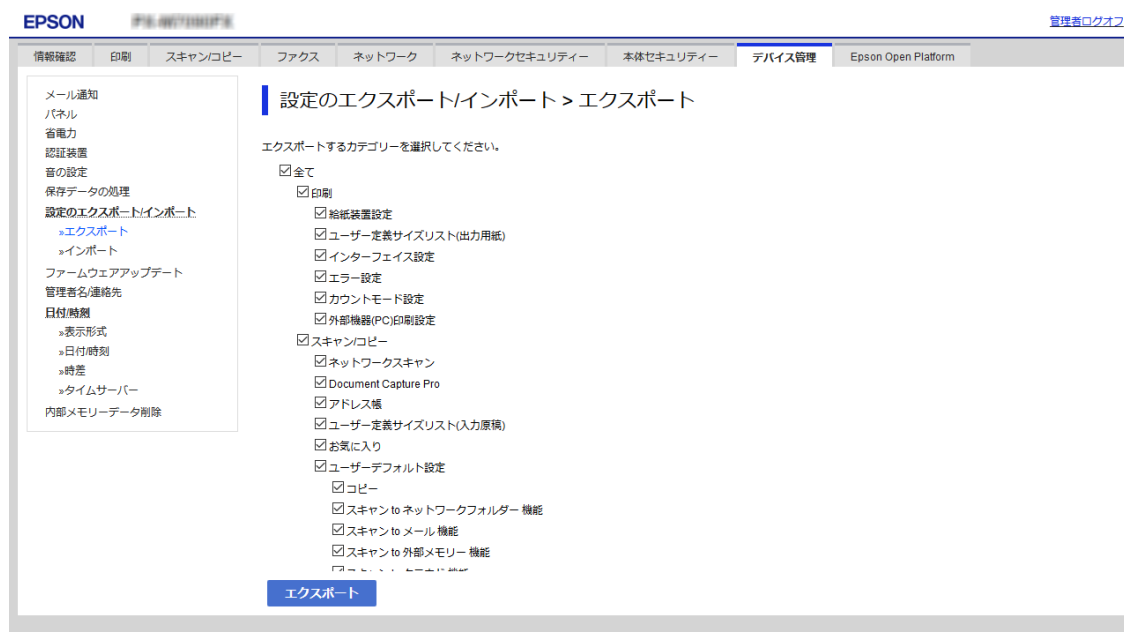 EPSON
管理者ログオフ
情報確認 印刷 スキャン/コピー ファクス ネットワーク ネットワークセキュリティー 本体セキュリティー デバイス管理 Epson Open Platform
メール通知
パネル
省電力
認証装置
音の設定
保存データの処理
設定のエクスポート/インポート
»エクスポート
»インポート
ファームウェアアップデート
管理者名/連絡先
日付/時刻
»表示形式
»日付/時刻
»時差
»タイムサーバー
内部メモリーデータ削除
設定のエクスポート/インポート > エクスポート
エクスポートするカテゴリーを選択してください。
全て
印刷
給紙装置設定
ユーザー定義サイズリスト(出力用紙)
インターフェイス設定
エラー設定
カウントモード設定
外部機器(PC)印刷設定
スキャン/コピー
ネットワークスキャン
Document Capture Pro
アドレス帳
ユーザー定義サイズリスト(入力原稿)
お気に入り
ユーザーデフォルト設定
コピー
スキャン to ネットワークフォルダー 機能
スキャン to メール 機能
スキャン to 外部メモリー 機能
エクスポート